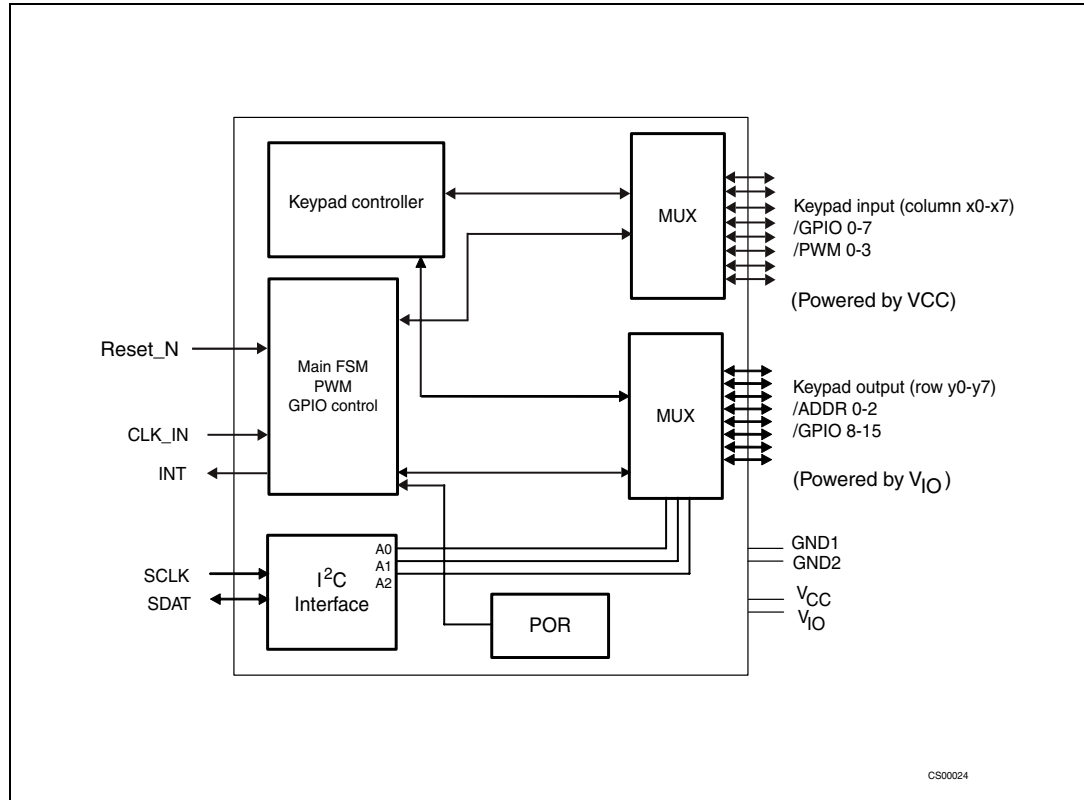 Keypad controller
MUX
Keypad input (column x0-x7)
/GPIO 0-7
/PWM 0-3
(Powered by VCC)
Reset_N
CLK_IN
INT
Main FSM
PWM
GPIO control
MUX
Keypad output (row y0-y7)
/ADDR 0-2
/GPIO 8-15
(Powered by VIO)
SCLK
SDAT
I2C
Interface
A0
A1
A2
POR
GND1
GND2
VCC
VIO
CS00024